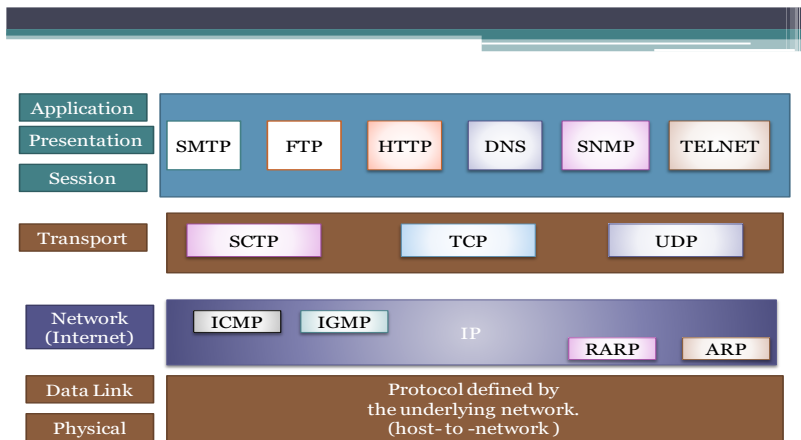 Application
Presentation
Session
SMTP FTP HTTP DNS SNMP TELNET
Transport
SCTP TCP UDP
Network
(Internet)
ICMP IGMP IP RARP ARP
Data Link
Physical
Protocol defined by
the underlying network.
(host- to -network )